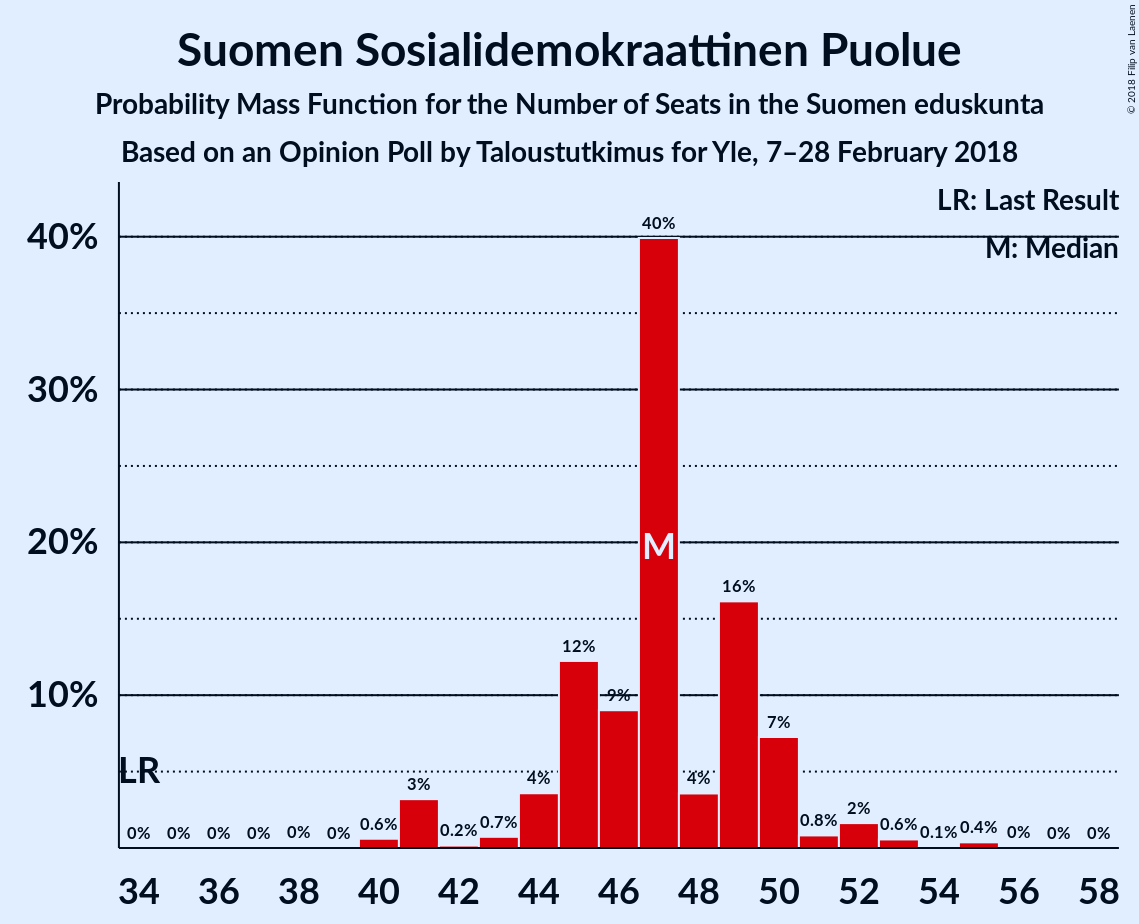 Suomen Sosialidemokraattinen Puolue
Probability Mass Function for the Number of Seats in the Suomen eduskunta
Based on an Opinion Poll by Taloustutkimus for Yle, 7–28 February 2018
© 2018 Filip van Laenen
LR: Last Result
M: Median
40%
30%
20%
10%
LR
M
0% 0% 0% 0% 0% 0% 0.6% 3% 0.2% 0.7% 4% 12% 9% 40% 4% 16% 7% 0.8% 2% 0.6% 0.1% 0.4% 0% 0% 0%
34 36 38 40 42 44 46 48 50 52 54 56 58